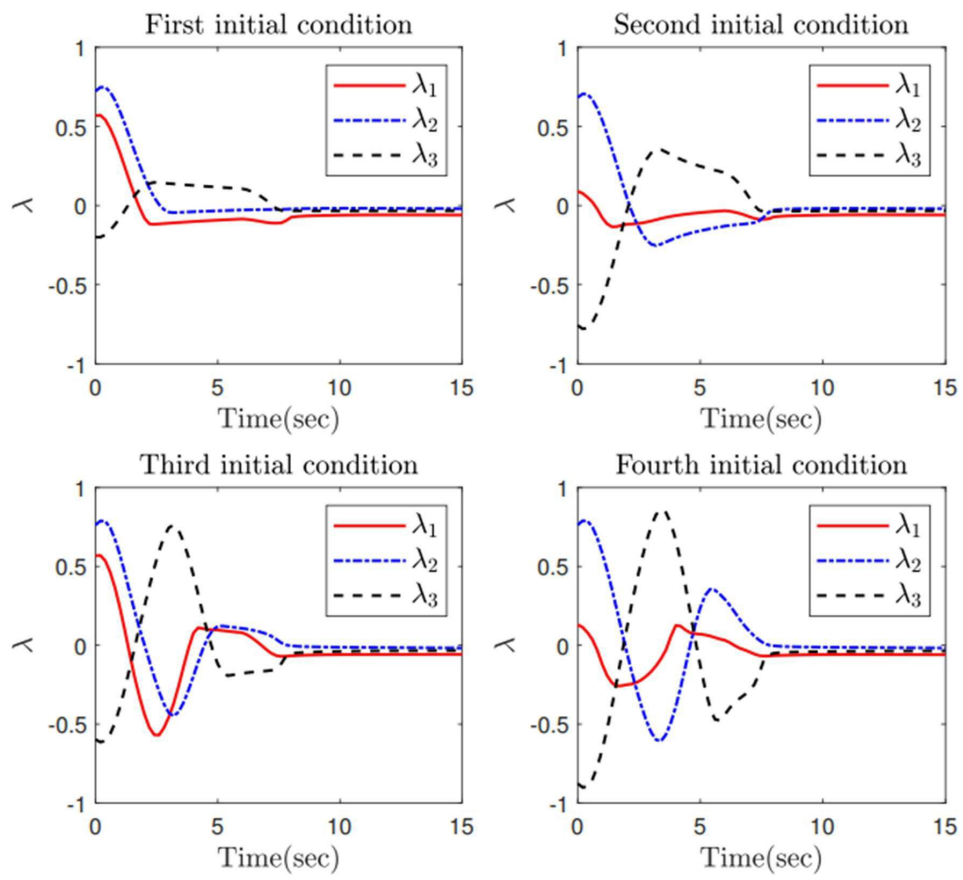 First initial condition
1
0.5
0
-0.5
-1
λ
λ₁
λ₂
λ₃
0 5 10 15
Time(sec)
Second initial condition
1
0.5
0
-0.5
-1
λ
λ₁
λ₂
λ₃
0 5 10 15
Time(sec)
Third initial condition
1
0.5
0
-0.5
-1
λ
λ₁
λ₂
λ₃
0 5 10 15
Time(sec)
Fourth initial condition
1
0.5
0
-0.5
-1
λ
λ₁
λ₂
λ₃
0 5 10 15
Time(sec)